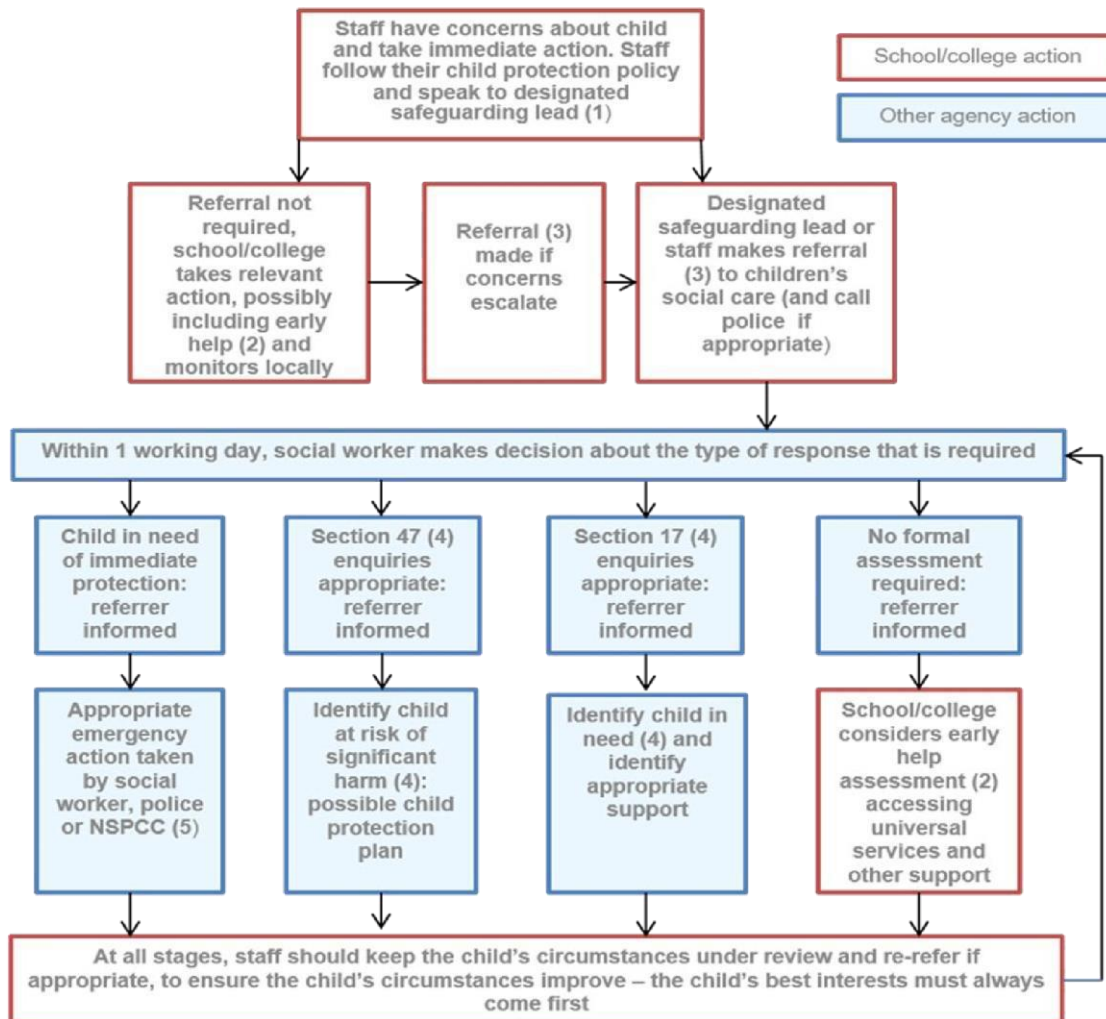 Staff have concerns about child
and take immediate action. Staff
follow their child protection policy
and speak to designated
safeguarding lead (1)
School/college action
Other agency action
Referral not
required,
school/college
takes relevant
action, possibly
including early
help (2) and
monitors locally
Referral (3)
made if
concerns
escalate
Designated
safeguarding lead or
staff makes referral
(3) to children's
social care (and call
police if
appropriate)
Within 1 working day, social worker makes decision about the type of response that is required
Child in need
of immediate
protection:
referrer
informed
Section 47 (4)
enquiries
appropriate:
referrer
informed
Section 17 (4)
enquiries
appropriate:
referrer
informed
No formal
assessment
required:
referrer
informed
Appropriate
emergency
action taken
by social
worker, police
or NSPCC (5)
Identify child
at risk of
significant
harm (4):
possible child
protection
plan
Identify child in
need (4) and
identify
appropriate
support
School/college
considers early
help
assessment (2)
accessing
universal
services and
other support
At all stages, staff should keep the child's circumstances under review and re-refer if
appropriate, to ensure the child's circumstances improve – the child's best interests must always
come first